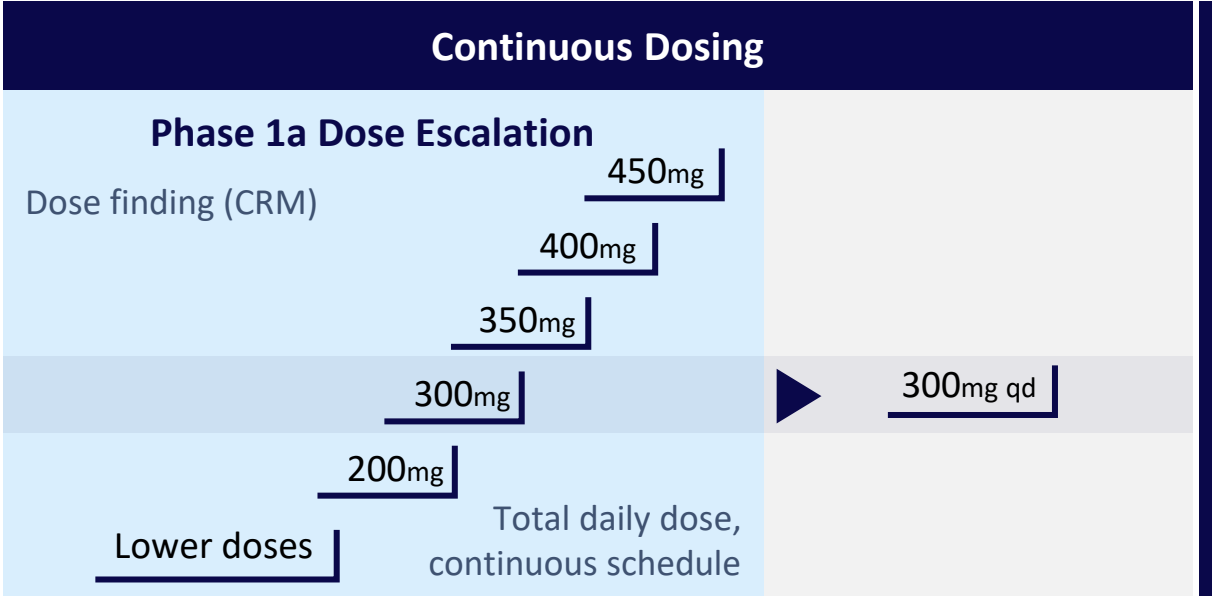 Continuous Dosing
Phase 1a Dose Escalation
450mg
Dose finding (CRM)
400mg
350mg
300mg
300mg qd
200mg
Total daily dose,
Lower doses
continuous schedule